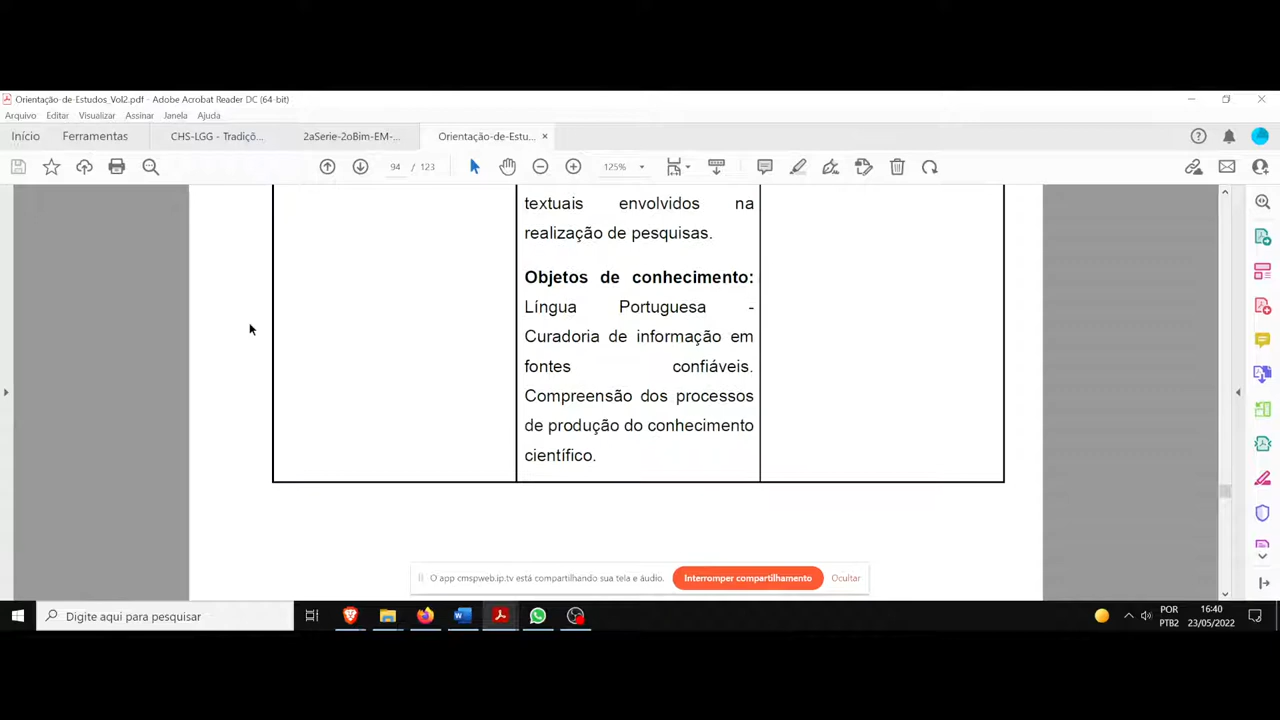 Orientação-de-Estudos_Vol2.pdf - Adobe Acrobat Reader DC (64-bit)
Arquivo Editar Visualizar Assinar Janela Ajuda
Início Ferramentas CHS-LGG - Tradiçõ... 2aSerie-2oBim-EM-... Orientação-de-Estu... ×
94 / 123 125%
textuais envolvidos na
realização de pesquisas.
Objetos de conhecimento:
Língua Portuguesa -
Curadoria de informação em
fontes confiáveis.
Compreensão dos processos
de produção do conhecimento
científico.
O app cmspweb.ip.tv está compartilhando sua tela e áudio. Interromper compartilhamento Ocultar
Digite aqui para pesquisar
POR 16:40
PTB2 23/05/2022